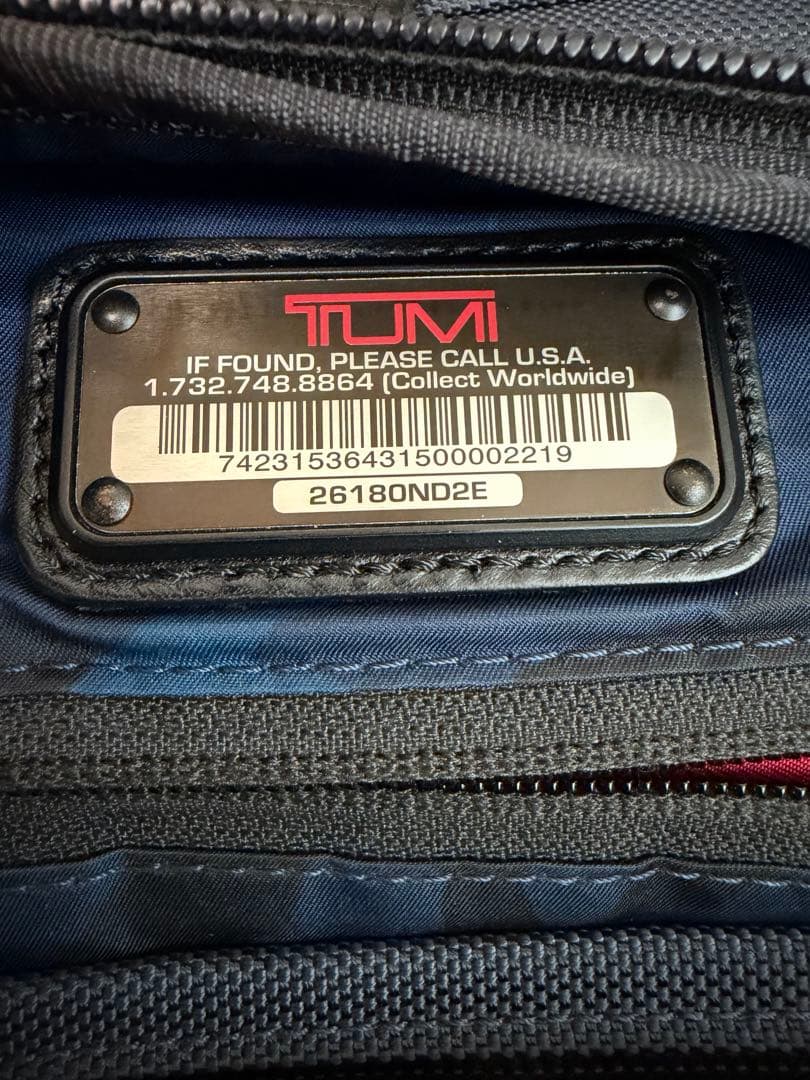 TUMI
IF FOUND, PLEASE CALL U.S.A.
1.732.748.8864 (Collect Worldwide)
74231536431500002219
26180ND2E